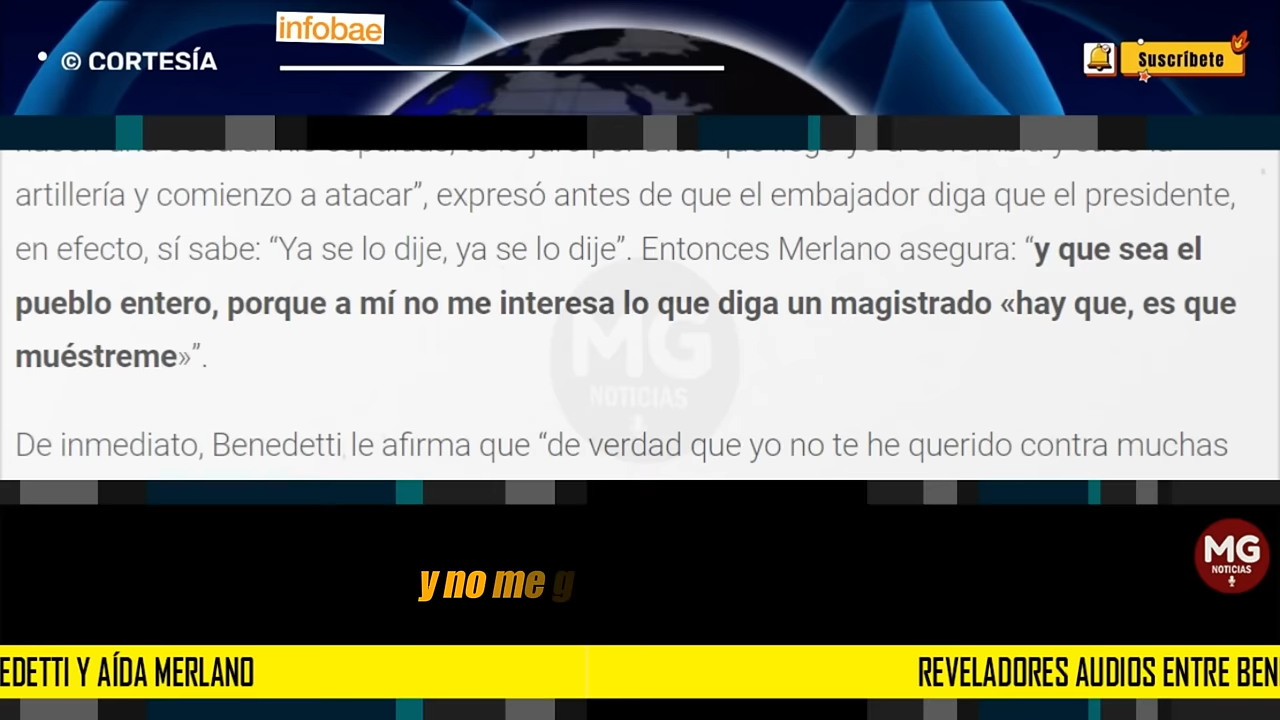 infobae
© CORTESÍA
Suscríbete
artillería y comienzo a atacar”, expresó antes de que el embajador diga que el presidente,
en efecto, sí sabe: “Ya se lo dije, ya se lo dije”. Entonces Merlano asegura: “y que sea el
pueblo entero, porque a mí no me interesa lo que diga un magistrado «hay que, es que
muéstreme»”.
MG
NOTICIAS
De inmediato, Benedetti le afirma que “de verdad que yo no te he querido contra muchas
MG
NOTICIAS
y no me g
EDETTI Y AÍDA MERLANO
REVELADORES AUDIOS ENTRE BEN